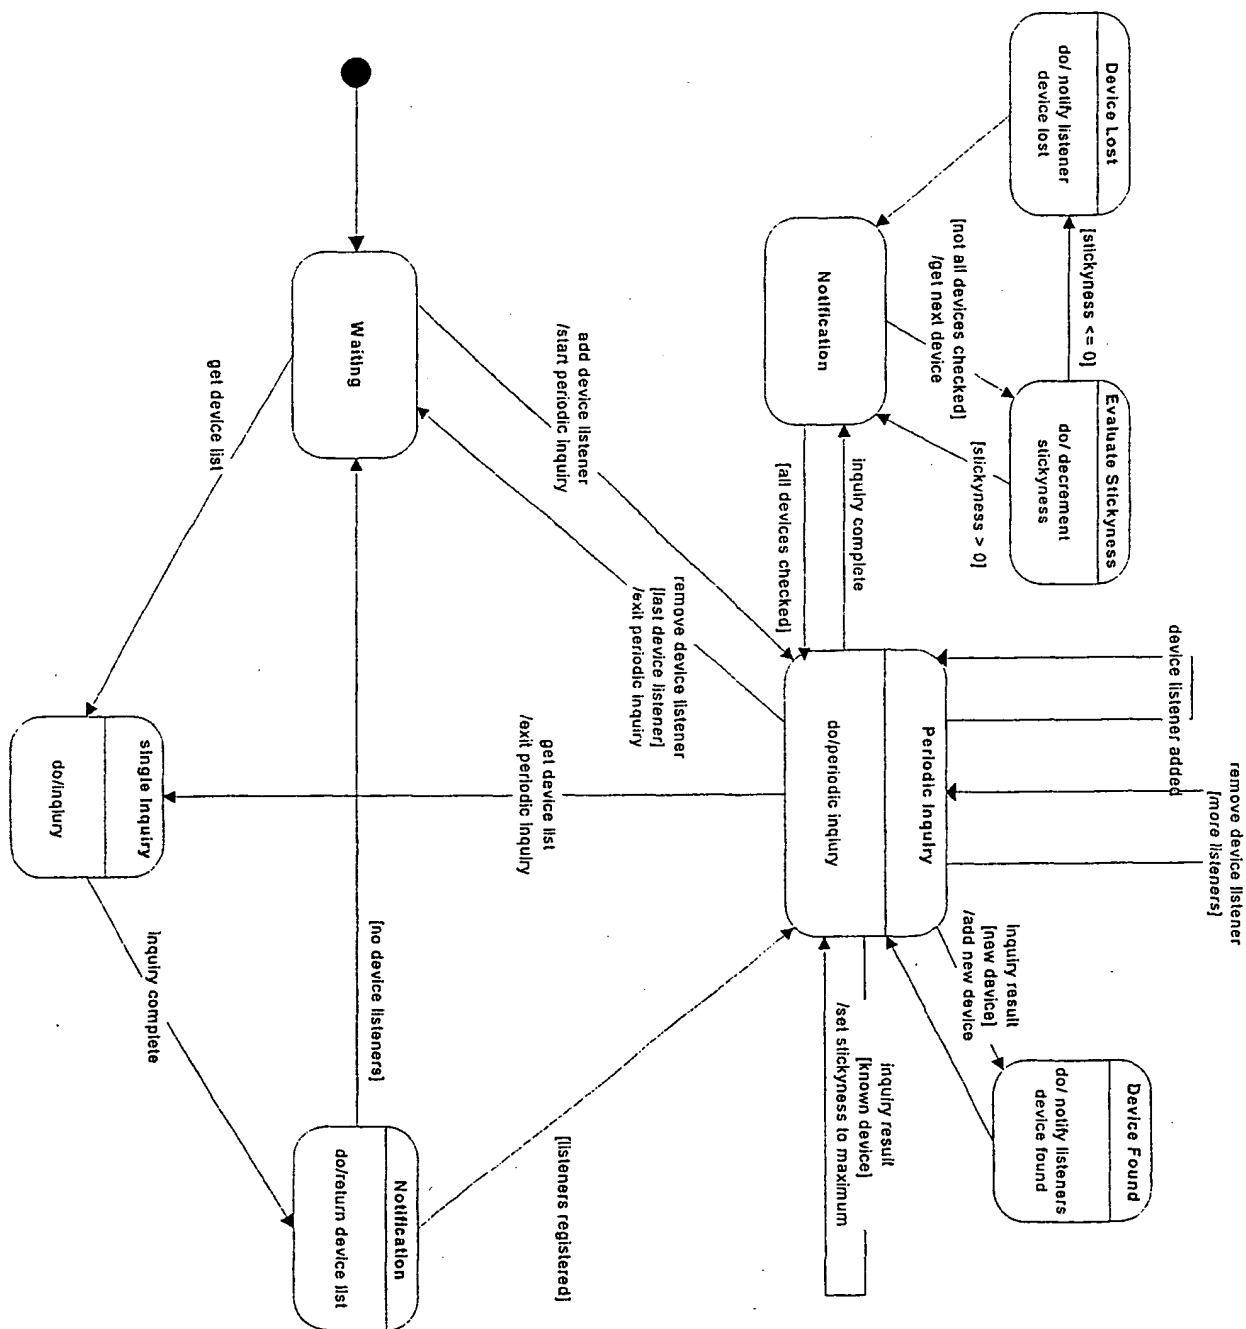 Device Lost
do/ notify listener
device lost
[stickyness <= 0]
Evaluate Stickyness
do/ decrement
stickyness
[not all devices checked]
/get next device
[stickyness > 0]
Notification
inquiry complete
[all devices checked]
device listener added
remove device listener
[more listeners]
Periodic Inquiry
do/periodic inqiury
inquiry result
[new device]
/add new device
Device Found
do/ notify listeners
device found
inquiry result
[known device]
/set stickyness to maximum
add device listener
/start periodic inquiry
remove device listener
[last device listener]
/exit periodic inquiry
Waiting
get device list
get device list
/exit periodic inquiry
[no device listeners]
[listeners registered]
single Inquiry
do/inqiury
inquiry complete
Notification
do/return device list